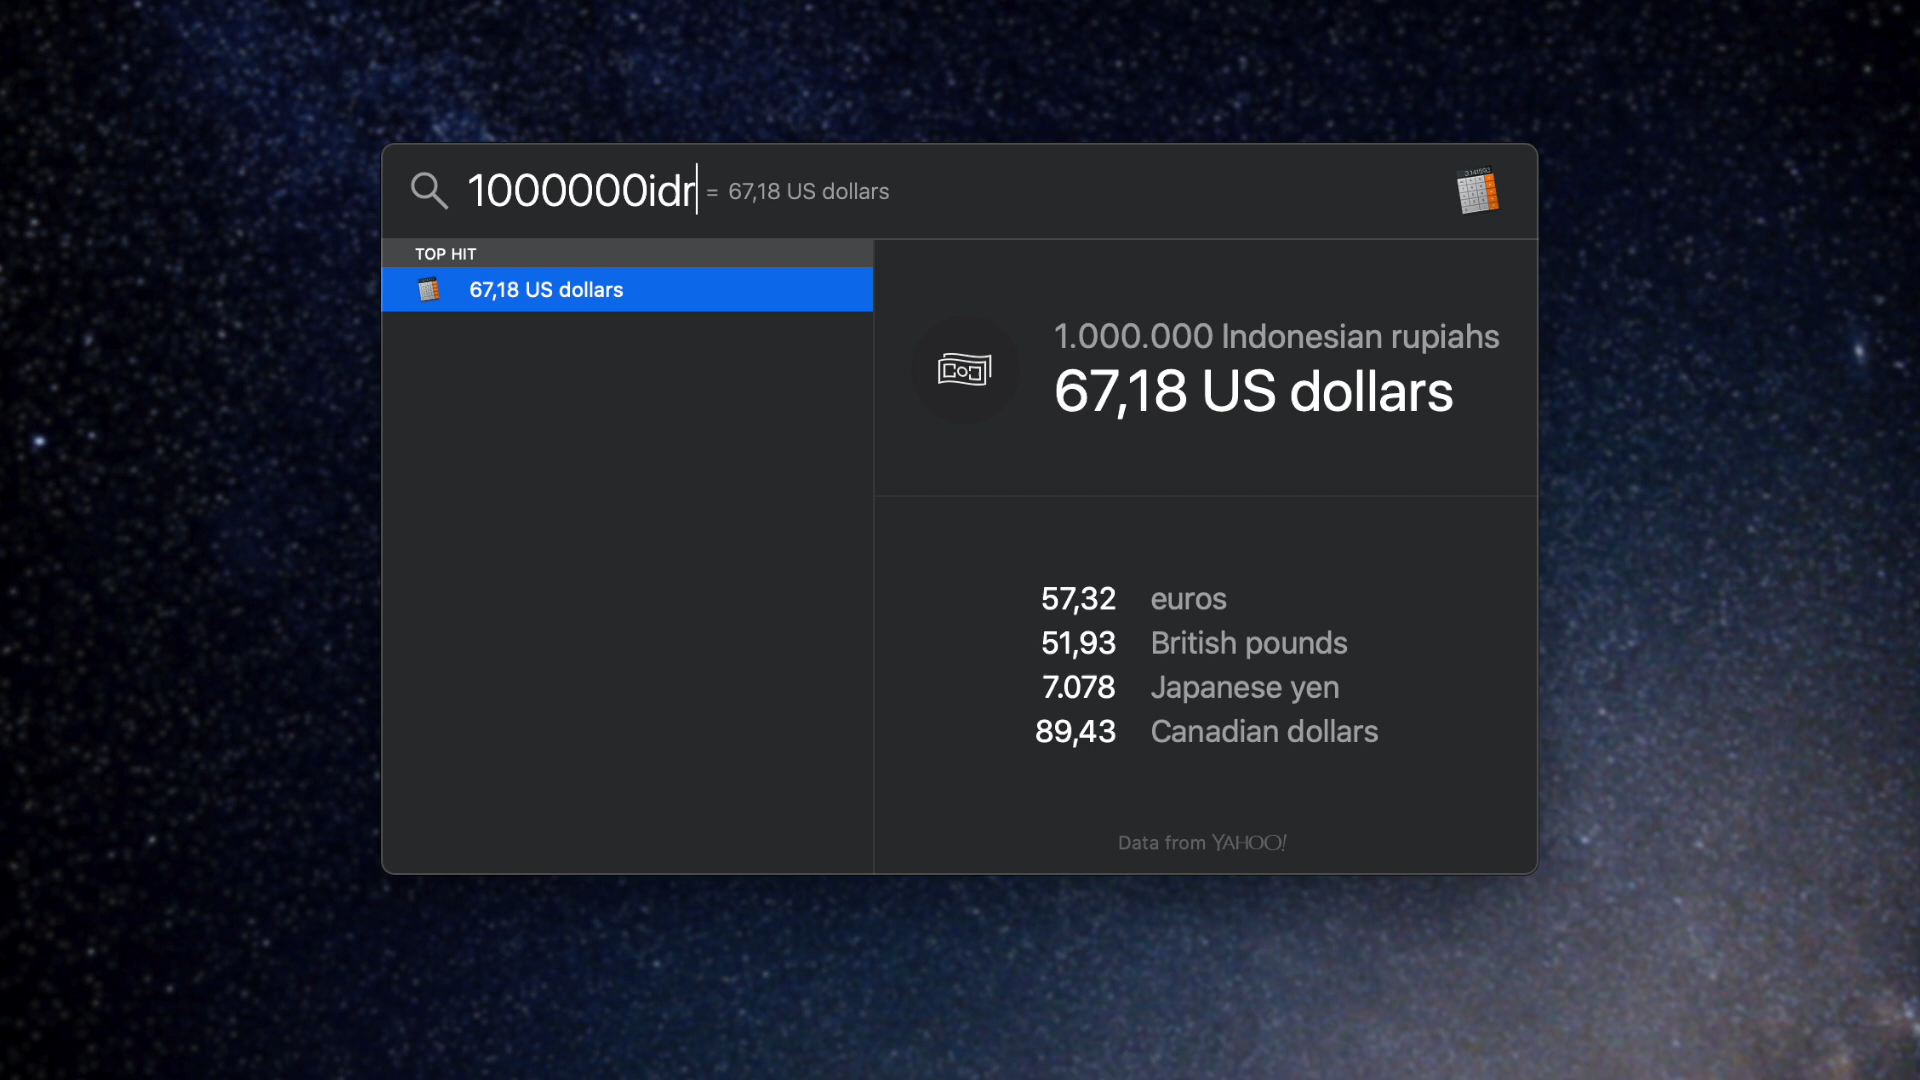 1000000idr = 67,18 US dollars
TOP HIT
67,18 US dollars
1.000.000 Indonesian rupiahs
67,18 US dollars
57,32 euros
51,93 British pounds
7.078 Japanese yen
89,43 Canadian dollars
Data from YAHOO!